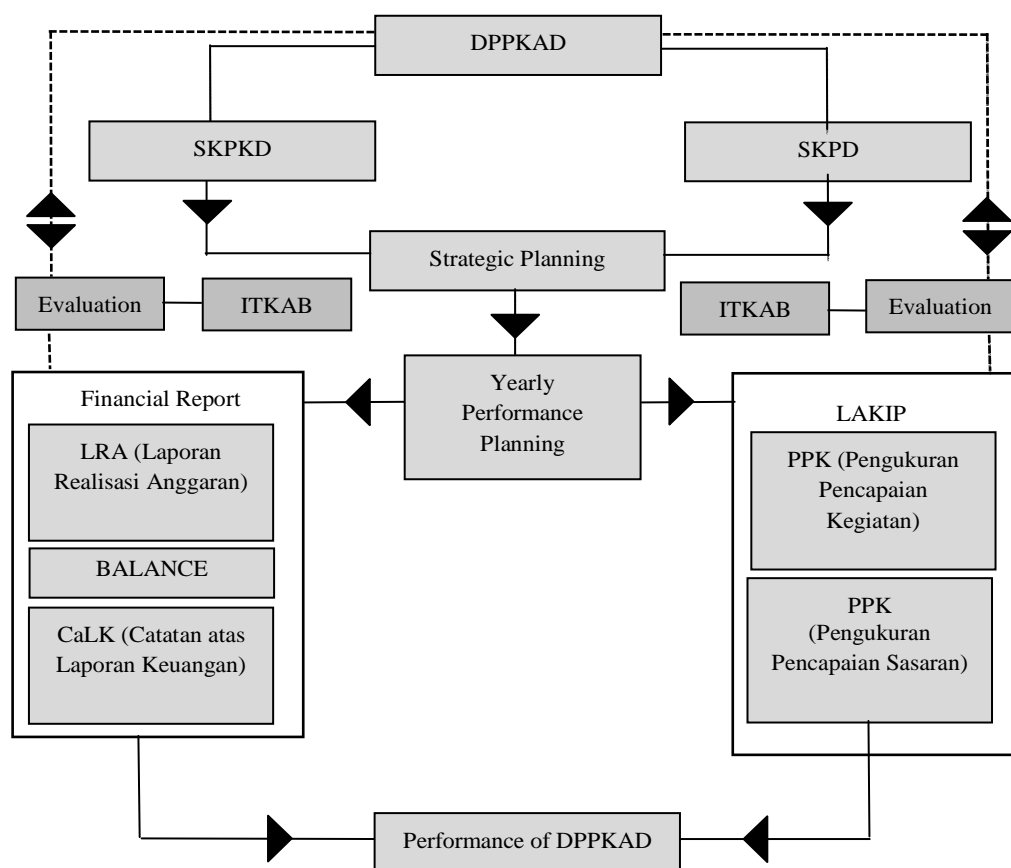 DPPKAD
SKPKD
SKPD
Strategic Planning
Evaluation
ITKAB
ITKAB
Evaluation
Yearly
Performance
Planning
Financial Report
LRA (Laporan
Realisasi Anggaran)
BALANCE
CaLK (Catatan atas
Laporan Keuangan)
LAKIP
PPK (Pengukuran
Pencapaian
Kegiatan)
PPK
(Pengukuran
Pencapaian Sasaran)
Performance of DPPKAD